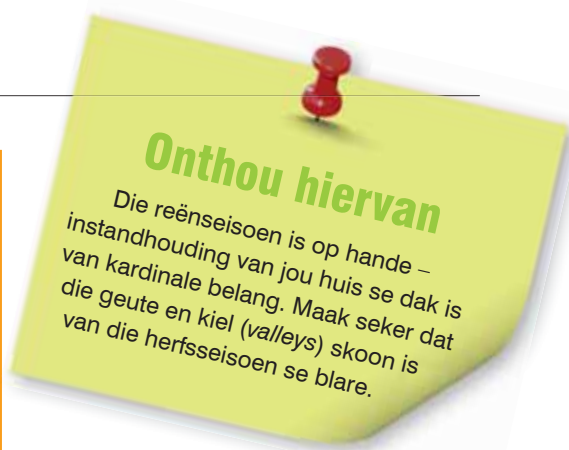 Onthou hiervan
Die reënseisoen is op hande –
instandhouding van jou huis se dak is
van kardinale belang. Maak seker dat
die geute en kiel (valleys) skoon is
van die herfsseisoen se blare.